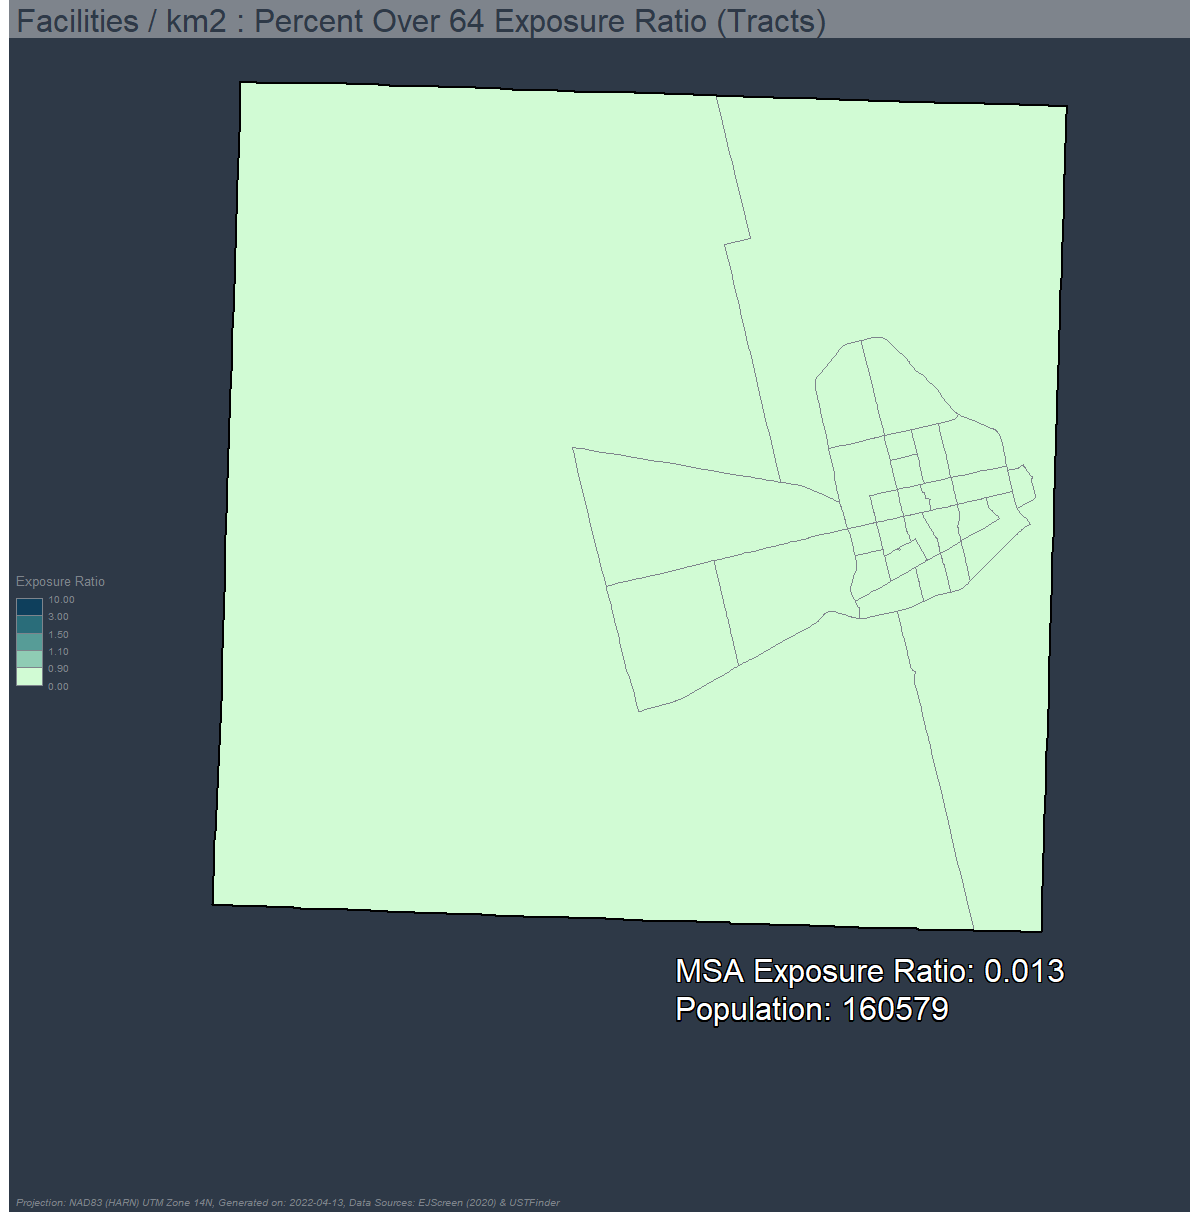 Facilities / km2 : Percent Over 64 Exposure Ratio (Tracts)
Exposure Ratio
10.00
3.00
1.50
1.10
0.90
0.00
MSA Exposure Ratio: 0.013
Population: 160579
Projection: NAD83 (HARN) UTM Zone 14N, Generated on: 2022-04-13, Data Sources: EJScreen (2020) & USTFinder